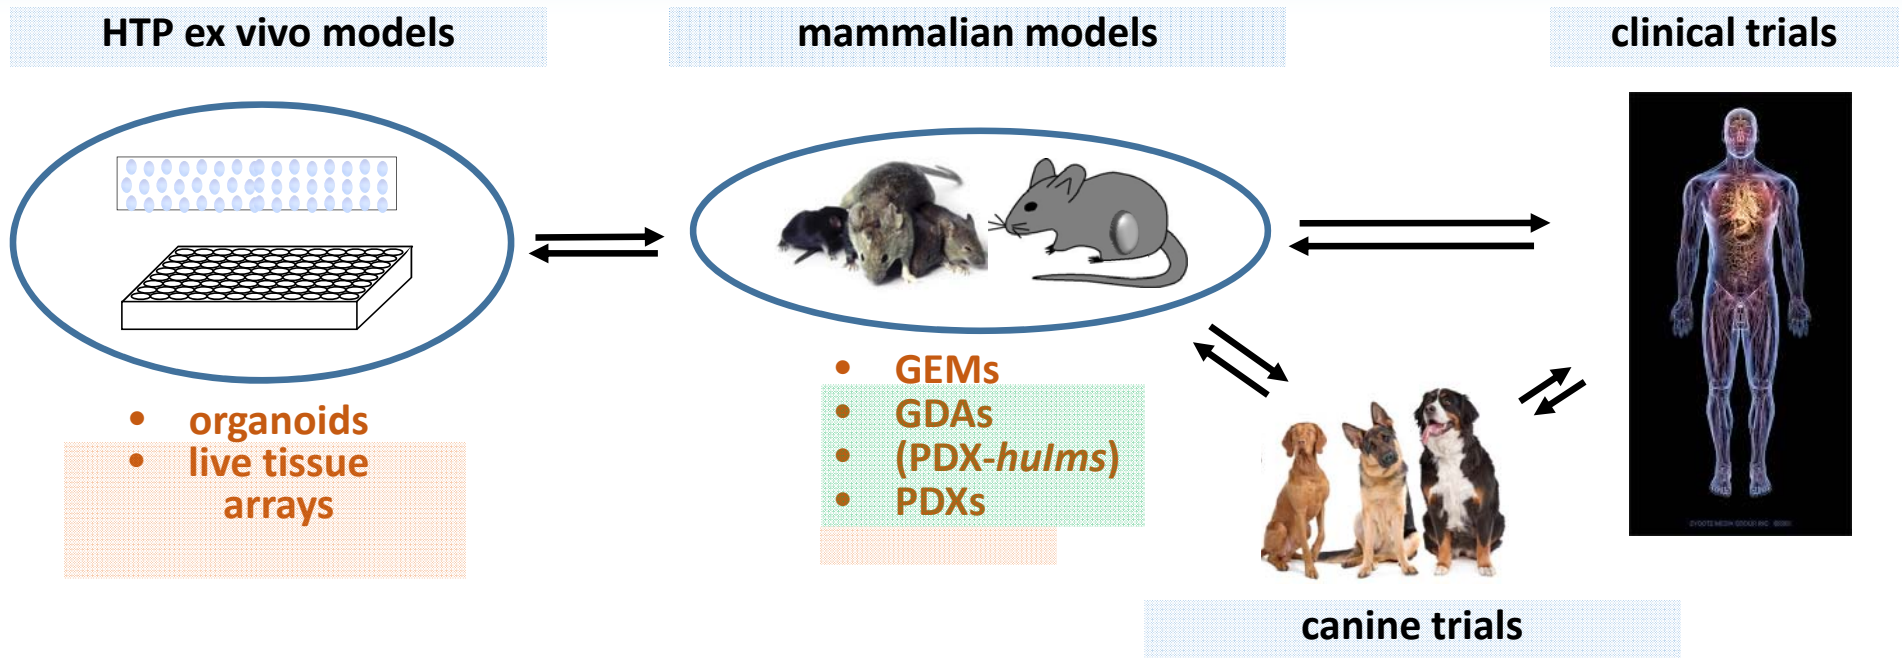 HTP ex vivo models
mammalian models
clinical trials
• organoids
• live tissue
arrays
• GEMs
• GDAs
• (PDX-huIms)
• PDXs
canine trials